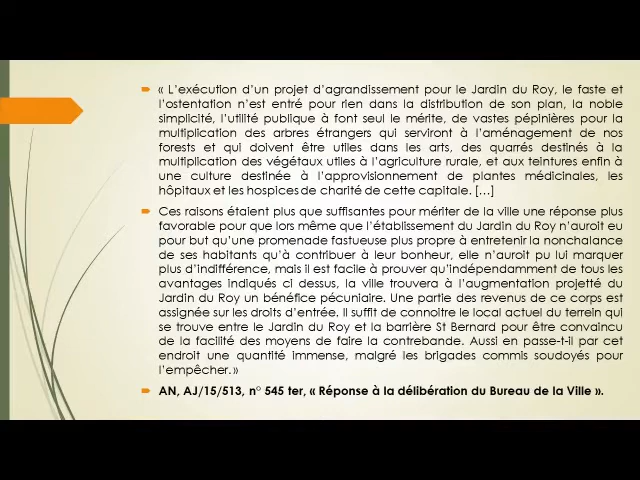 « L'exécution d'un projet d'agrandissement pour le Jardin du Roy, le faste et
l'ostentation n'est entré pour rien dans la distribution de son plan, la noble
simplicité, l'utilité publique à font seul le mérite, de vastes pépinières pour la
multiplication des arbres étrangers qui serviront à l'aménagement de nos
forests et qui doivent être utiles dans les arts, des quarrés destinés à la
multiplication des végétaux utiles à l'agriculture rurale, et aux teintures enfin à
une culture destinée à l'approvisionnement de plantes médicinales, les
hôpitaux et les hospices de charité de cette capitale. […]
Ces raisons étaient plus que suffisantes pour mériter de la ville une réponse plus
favorable pour que lors même que l'établissement du Jardin du Roy n'auroit eu
pour but qu'une promenade fastueuse plus propre à entretenir la nonchalance
de ses habitants qu'à contribuer à leur bonheur, elle n'auroit pu lui marquer
plus d'indifférence, mais il est facile à prouver qu'indépendamment de tous les
avantages indiqués ci dessus, la ville trouvera à l'augmentation projetté du
Jardin du Roy un bénéfice pécuniaire. Une partie des revenus de ce corps est
assignée sur les droits d'entrée. Il suffit de connoitre le local actuel du terrein qui
se trouve entre le Jardin du Roy et la barrière St Bernard pour être convaincu
de la facilité des moyens de faire la contrebande. Aussi en passe-t-il par cet
endroit une quantité immense, malgré les brigades commis soudoyés pour
l'empêcher. »
AN, AJ/15/513, n° 545 ter, « Réponse à la délibération du Bureau de la Ville ».